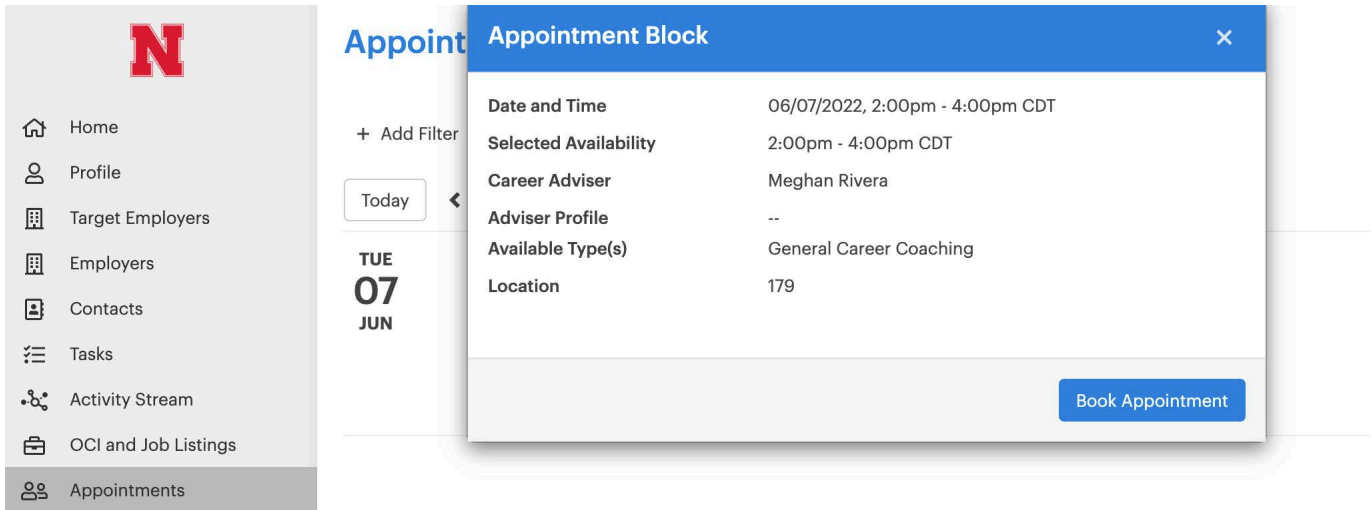 N
Home
Profile
Target Employers
Employers
Contacts
Tasks
Activity Stream
OCI and Job Listings
Appointments
Appoint
+ Add Filter
Today
TUE
07
JUN
Appointment Block
Date and Time 06/07/2022, 2:00pm - 4:00pm CDT
Selected Availability 2:00pm - 4:00pm CDT
Career Adviser Meghan Rivera
Adviser Profile --
Available Type(s) General Career Coaching
Location 179
Book Appointment